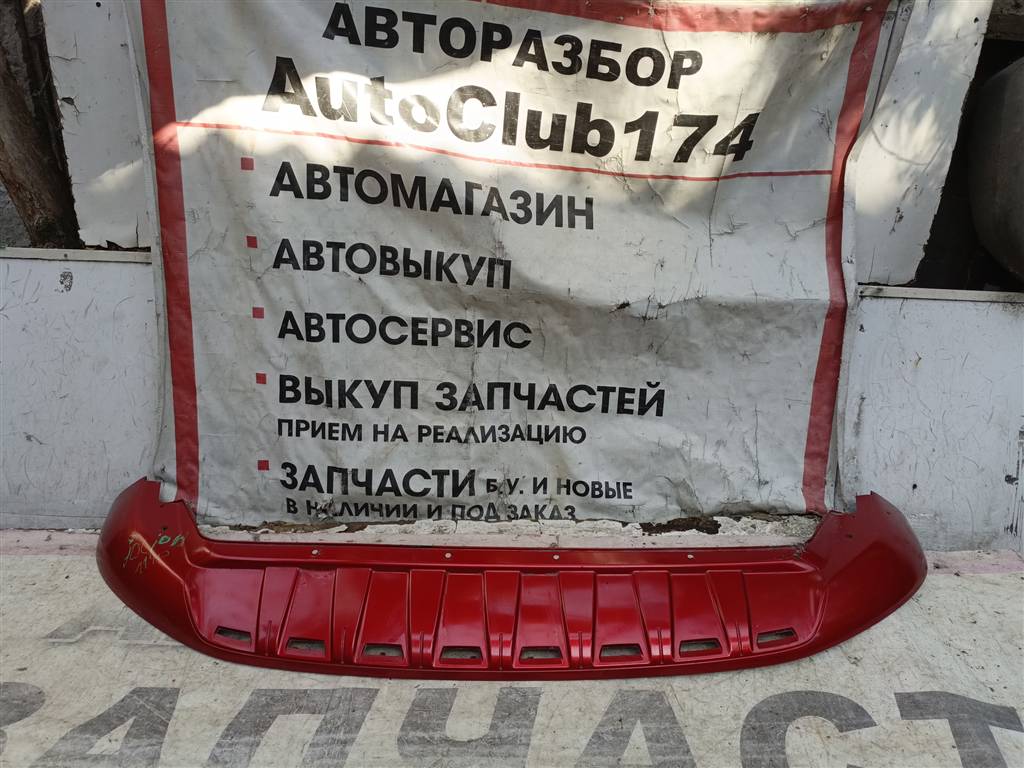 АВТОРАЗБОР
AutoClub174
АВТОМАГАЗИН
АВТОВЫКУП
АВТОСЕРВИС
ВЫКУП ЗАПЧАСТЕЙ
ПРИЕМ НА РЕАЛИЗАЦИЮ
ЗАПЧАСТИ Б.У. И НОВЫЕ
В НАЛИЧИИ И ПОД ЗАКАЗ
ЗАПЧАСТ